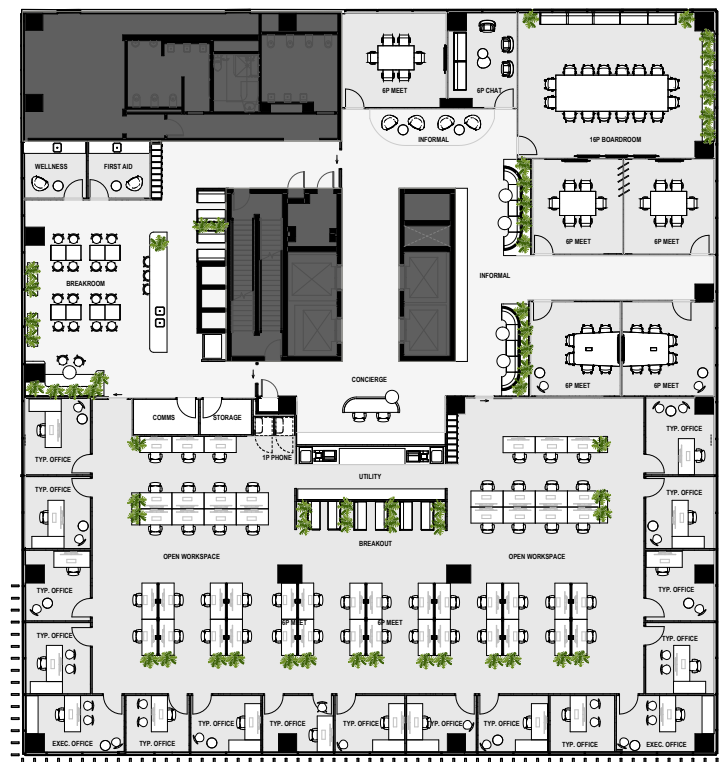 6P MEET
6P CHAT
INFORMAL
16P BOARDROOM
WELLNESS
FIRST AID
6P MEET
6P MEET
INFORMAL
BREAKROOM
CONCIERGE
6P MEET
6P MEET
COMMS
STORAGE
TYP. OFFICE
1P PHONE
TYP. OFFICE
UTILITY
TYP. OFFICE
TYP. OFFICE
BREAKOUT
OPEN WORKSPACE
OPEN WORKSPACE
TYP. OFFICE
TYP. OFFICE
6P MEET
6P MEET
TYP. OFFICE
TYP. OFFICE
EXEC. OFFICE
TYP. OFFICE
TYP. OFFICE
TYP. OFFICE
TYP. OFFICE
TYP. OFFICE
TYP. OFFICE
TYP. OFFICE
EXEC. OFFICE